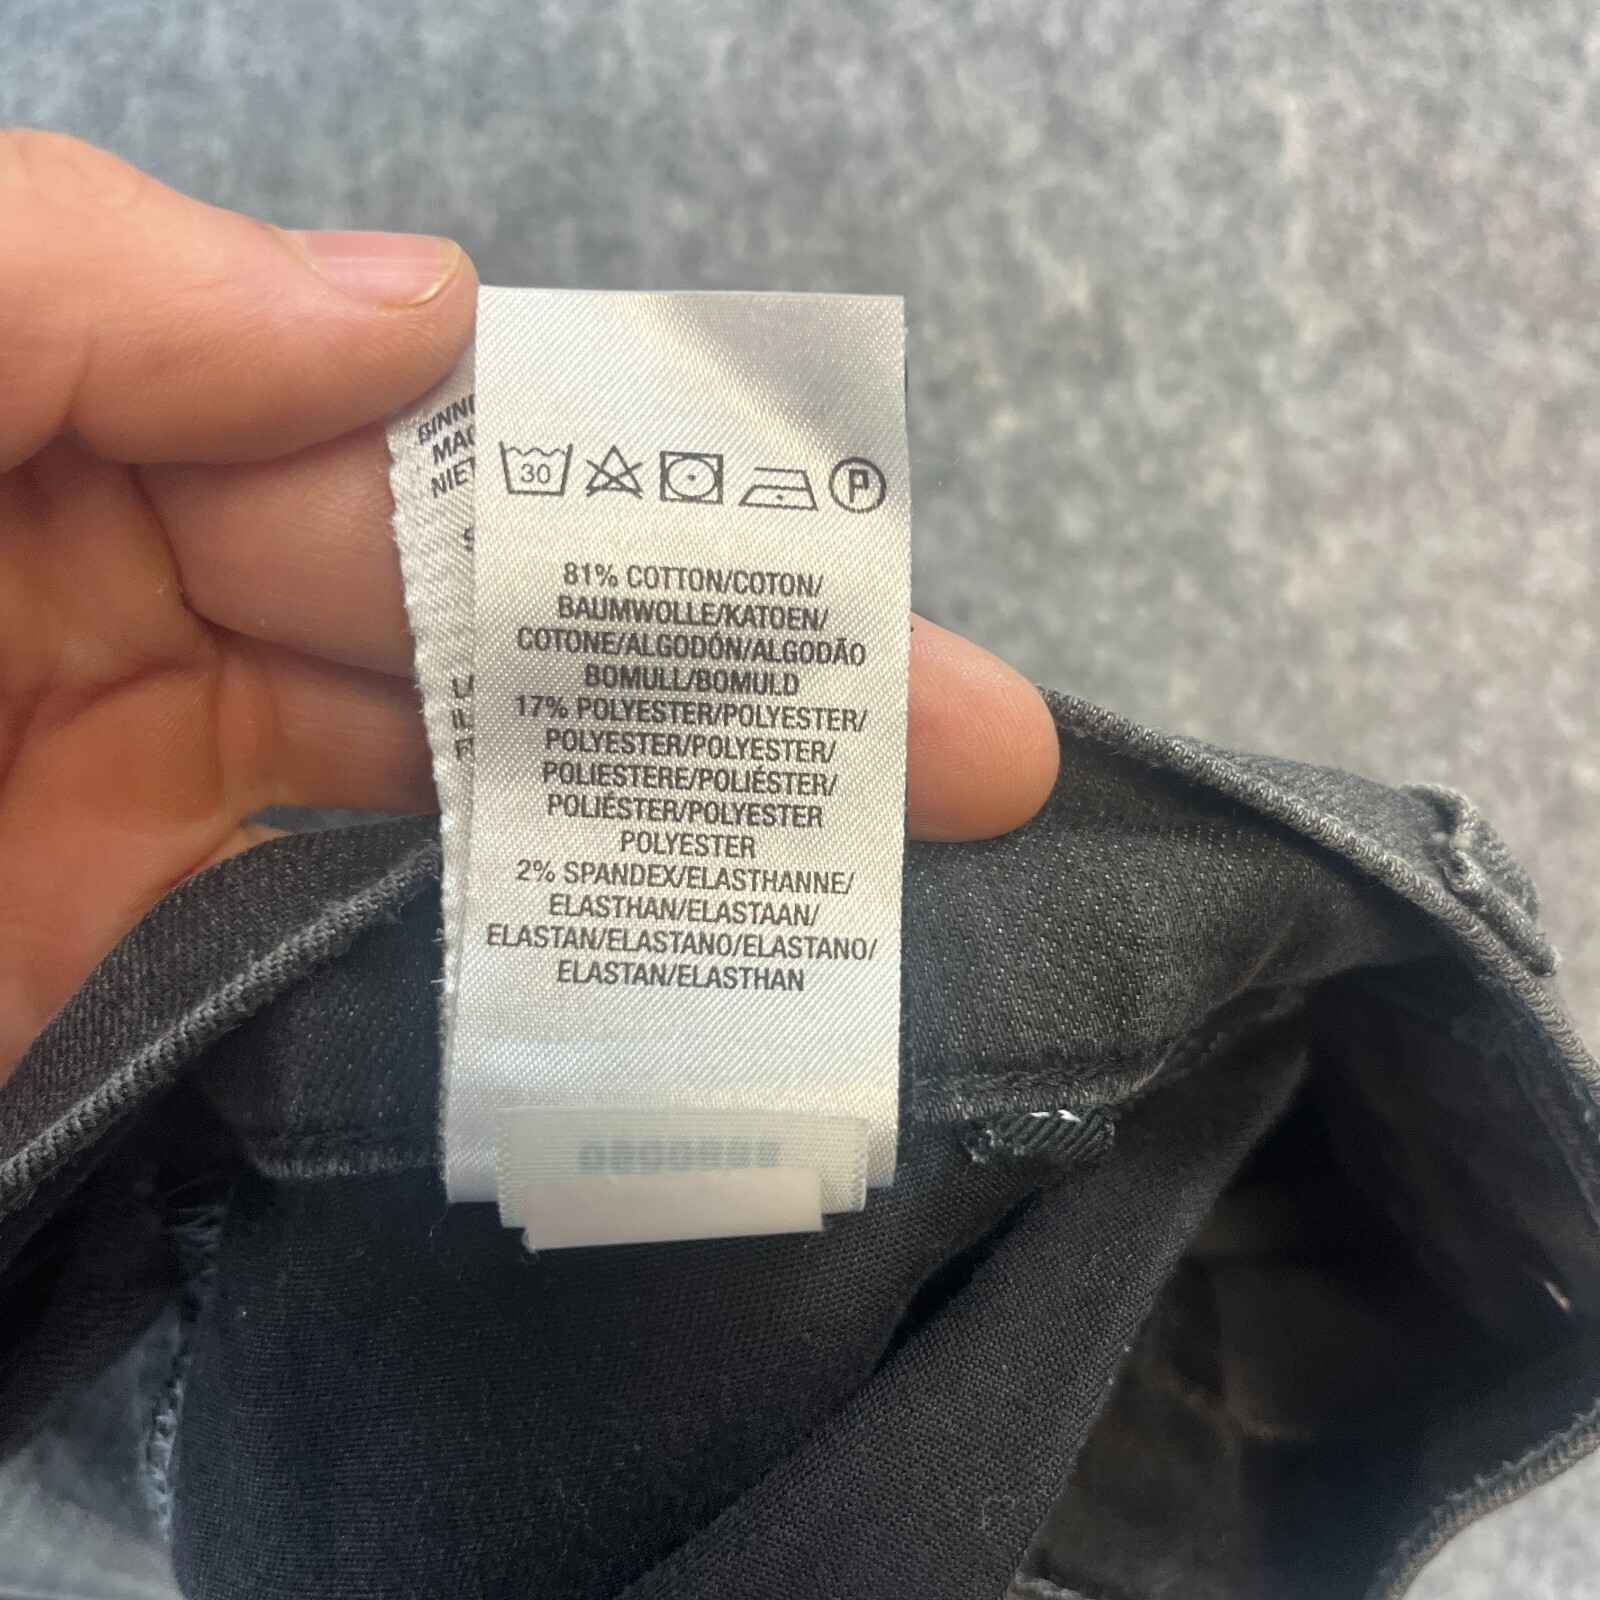 30
P
81% COTTON/COTON/
BAUMWOLLE/KATOEN/
COTONE/ALGODÓN/ALGODÃO
BOMULL/BOMULD
17% POLYESTER/POLYESTER/
POLYESTER/POLYESTER/
POLIESTERE/POLIÉSTER/
POLIÉSTER/POLYESTER
POLYESTER
2% SPANDEX/ELASTHANNE/
ELASTHAN/ELASTAAN/
ELASTAN/ELASTANO/ELASTANO/
ELASTAN/ELASTHAN